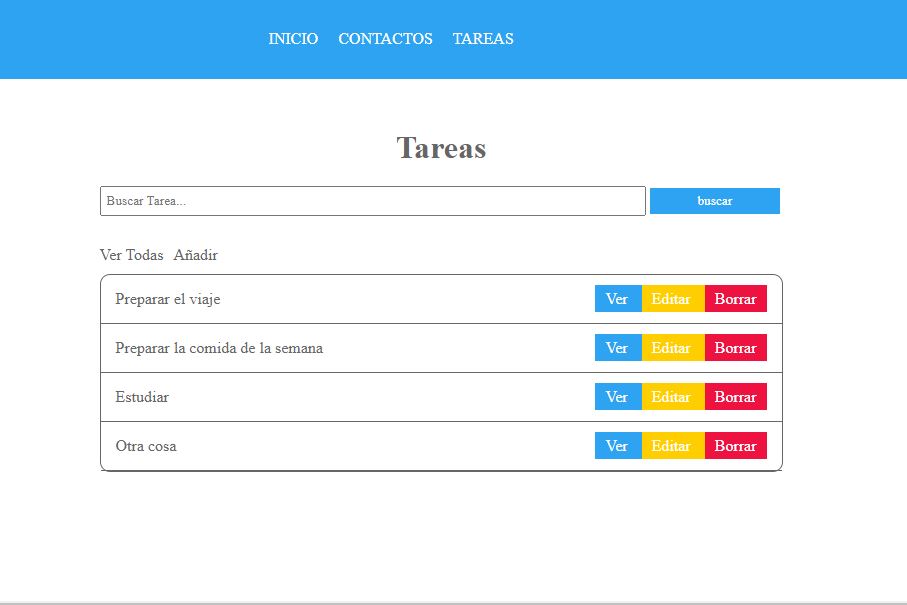 INICIO CONTACTOS TAREAS
Tareas
Buscar Tarea... buscar
Ver Todas Añadir
Preparar el viaje Ver Editar Borrar
Preparar la comida de la semana Ver Editar Borrar
Estudiar Ver Editar Borrar
Otra cosa Ver Editar Borrar